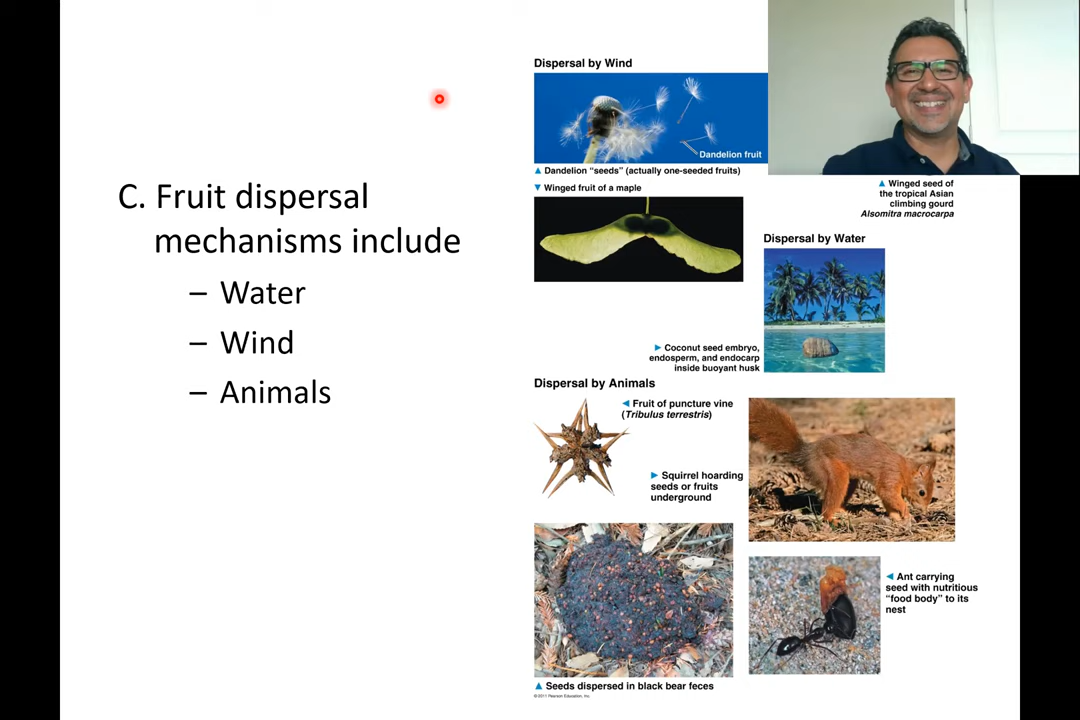 C. Fruit dispersal
mechanisms include
– Water
– Wind
– Animals
Dispersal by Wind
Dandelion fruit
▲ Dandelion “seeds” (actually one-seeded fruits)
▼ Winged fruit of a maple
▲ Winged seed of
the tropical Asian
climbing gourd
Alsomitra macrocarpa
Dispersal by Water
► Coconut seed embryo,
endosperm, and endocarp
inside buoyant husk
Dispersal by Animals
◄ Fruit of puncture vine
(Tribulus terrestris)
► Squirrel hoarding
seeds or fruits
underground
◄ Ant carrying
seed with nutritious
“food body” to its
nest
▲ Seeds dispersed in black bear feces
© 2011 Pearson Education, Inc.